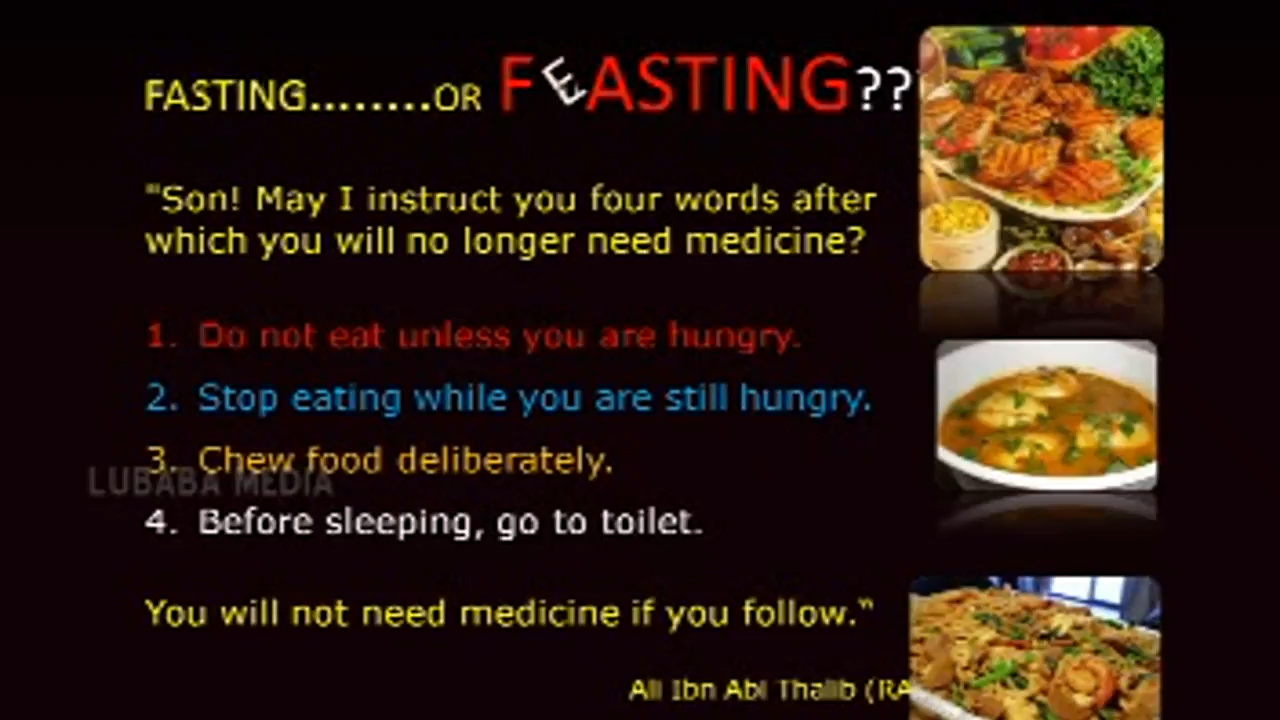 FASTING........OR FEASTING??
"Son! May I instruct you four words after
which you will no longer need medicine?
1. Do not eat unless you are hungry.
2. Stop eating while you are still hungry.
3. Chew food deliberately.
LUBABA MEDIA
4. Before sleeping, go to toilet.
You will not need medicine if you follow."
Ali Ibn Abi Thalib (RA